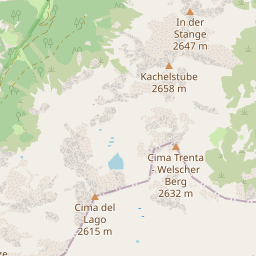 In der
Stange
2647 m
Kachelstube
2658 m
Cima Trenta
- Welscher
Berg
2632 m
Cima del
Lago
2615 m